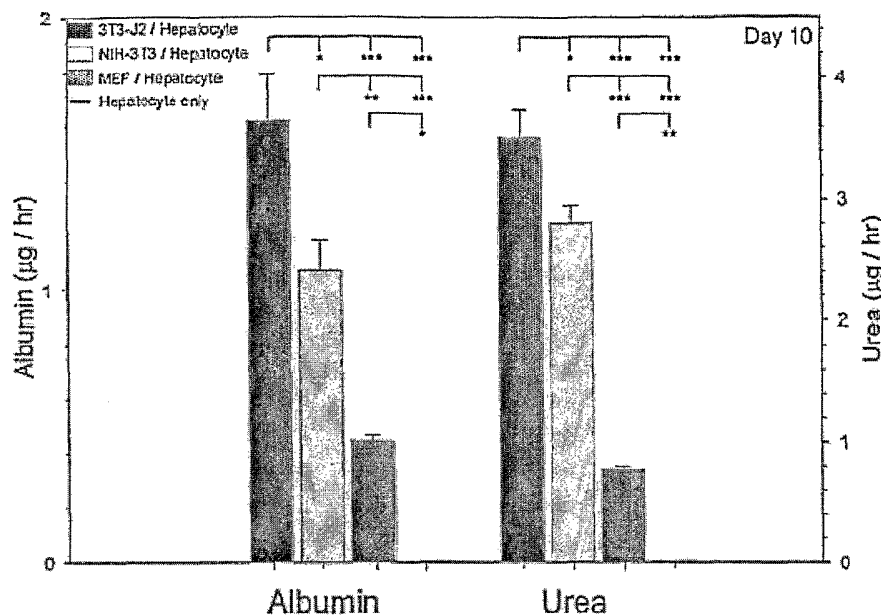 2
3T3-J2 / Hepatocyte
NIH-3T3 / Hepatocyte
MEF / Hepatocyte
Hepatocyte only
Day 10
* *** ***
* *** ***
** ***
*** ***
*
**
Albumin (µg / hr)
1
0
4
3
2
1
0
Urea (µg / hr)
Albumin
Urea